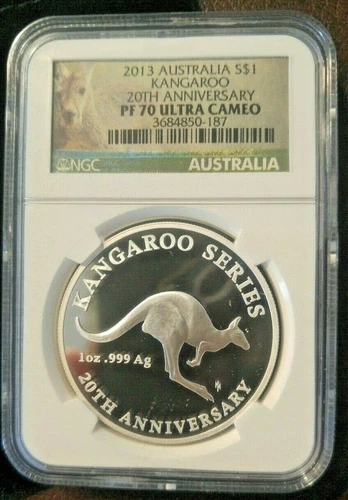 2013 AUSTRALIA S$1
KANGAROO
20TH ANNIVERSARY
PF 70 ULTRA CAMEO
3684850-187
NGC
AUSTRALIA
KANGAROO SERIES
1oz .999 Ag
20TH ANNIVERSARY